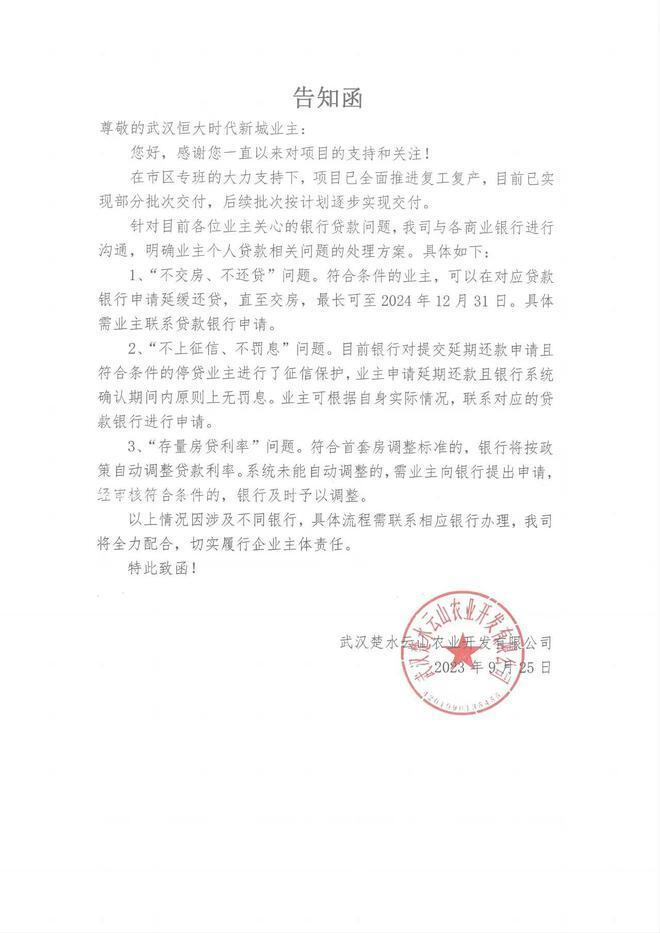 告知函
尊敬的武汉恒大时代新城业主：
您好，感谢您一直以来对项目的支持和关注！
在市区专班的大力支持下，项目已全面推进复工复产，目前已实
现部分批次交付，后续批次按计划逐步实现交付。
针对目前各位业主关心的银行贷款问题，我司与各商业银行进行
沟通，明确业主个人贷款相关问题的处理方案。具体如下：
1、“不交房、不还贷”问题。符合条件的业主，可以在对应贷款
银行申请延缓还贷，直至交房，最长可至 2024 年 12 月 31 日。具体
需业主联系贷款银行申请。
2、“不上征信、不罚息”问题。目前银行对提交延期还款申请且
符合条件的停贷业主进行了征信保护，业主申请延期还款且银行系统
确认期间内原则上无罚息。业主可根据自身实际情况，联系对应的贷
款银行进行申请。
3、“存量房贷利率”问题。符合首套房调整标准的，银行将按政
策自动调整贷款利率。系统未能自动调整的，需业主向银行提出申请，
经审核符合条件的，银行及时予以调整。
以上情况因涉及不同银行，具体流程需联系相应银行办理，我司
将全力配合，切实履行企业主体责任。
特此致函！
武汉楚水云山农业开发有限公司
2023 年 9 月 25 日
武汉楚水云山农业开发有限公司